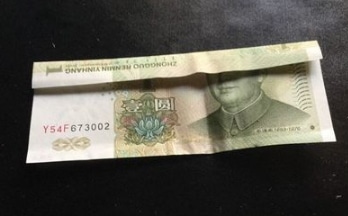 ZHONGGUO RENMIN YINHANG
壹圆
Y54F673002